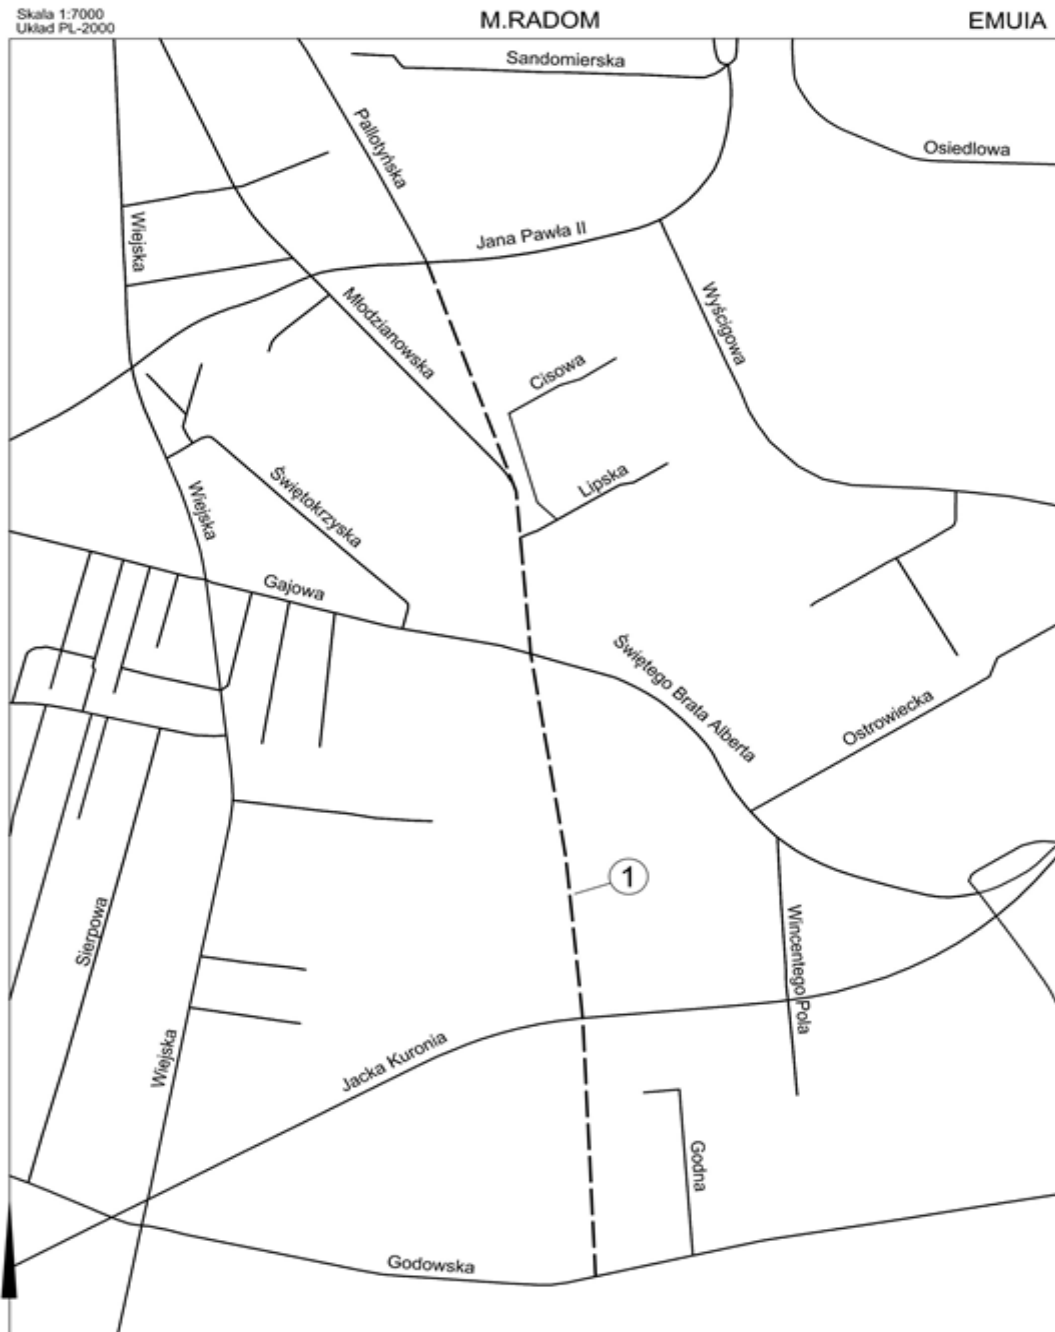 Skala 1:7000
Układ PL-2000
M.RADOM
EMUIA
Sandomierska
Osiedlowa
Pallotyńska
Wiejska
Jana Pawła II
Wyścigowa
Młodzianowska
Cisowa
Lipska
Świętokrzyska
Wiejska
Gajowa
Świętego Brata Alberta
Ostrowiecka
1
Sierpowa
Wincentego Pola
Wiejska
Jacka Kuronia
Godna
Godowska